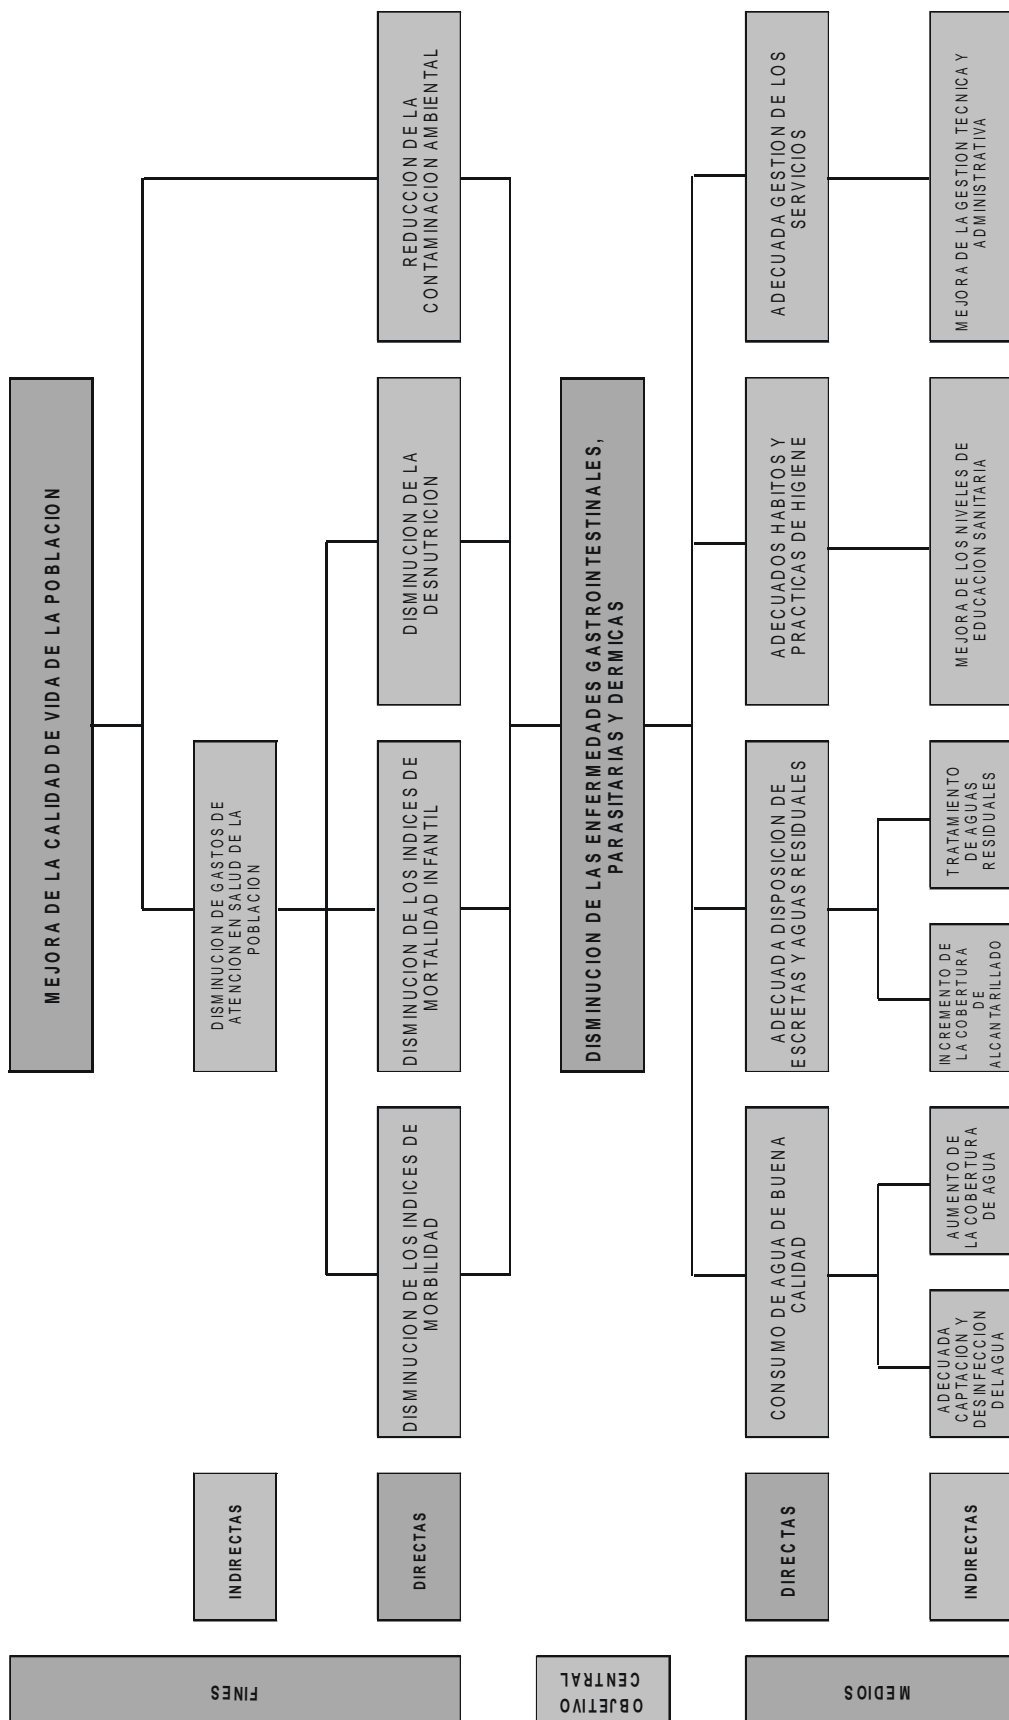 MEJORA DE LA CALIDAD DE VIDA DE LA POBLACION
FINES
INDIRECTAS
DISMINUCION DE GASTOS DE
ATENCION EN SALUD DE LA
POBLACION
DIRECTAS
DISMINUCION DE LOS INDICES DE
MORBILIDAD
DISMINUCION DE LOS INDICES DE
MORTALIDAD INFANTIL
DISMINUCION DE LA
DESNUTRICION
REDUCCION DE LA
CONTAMINACION AMBIENTAL
OBJETIVO
CENTRAL
DISMINUCION DE LAS ENFERMEDADES GASTROINTESTINALES,
PARASITARIAS Y DERMICAS
MEDIOS
DIRECTAS
CONSUMO DE AGUA DE BUENA
CALIDAD
ADECUADA DISPOSICION DE
ESCRETAS Y AGUAS RESIDUALES
ADECUADOS HABITOS Y
PRACTICAS DE HIGIENE
ADECUADA GESTION DE LOS
SERVICIOS
INDIRECTAS
ADECUADA
CAPTACION Y
DESINFECCION
DEL AGUA
AUMENTO DE
LA COBERTURA
DE AGUA
INCREMENTO DE
LA COBERTURA
DE
ALCANTARILLADO
TRATAMIENTO
DE AGUAS
RESIDUALES
MEJORA DE LOS NIVELES DE
EDUCACION SANITARIA
MEJORA DE LA GESTION TECNICA Y
ADMINISTRATIVA